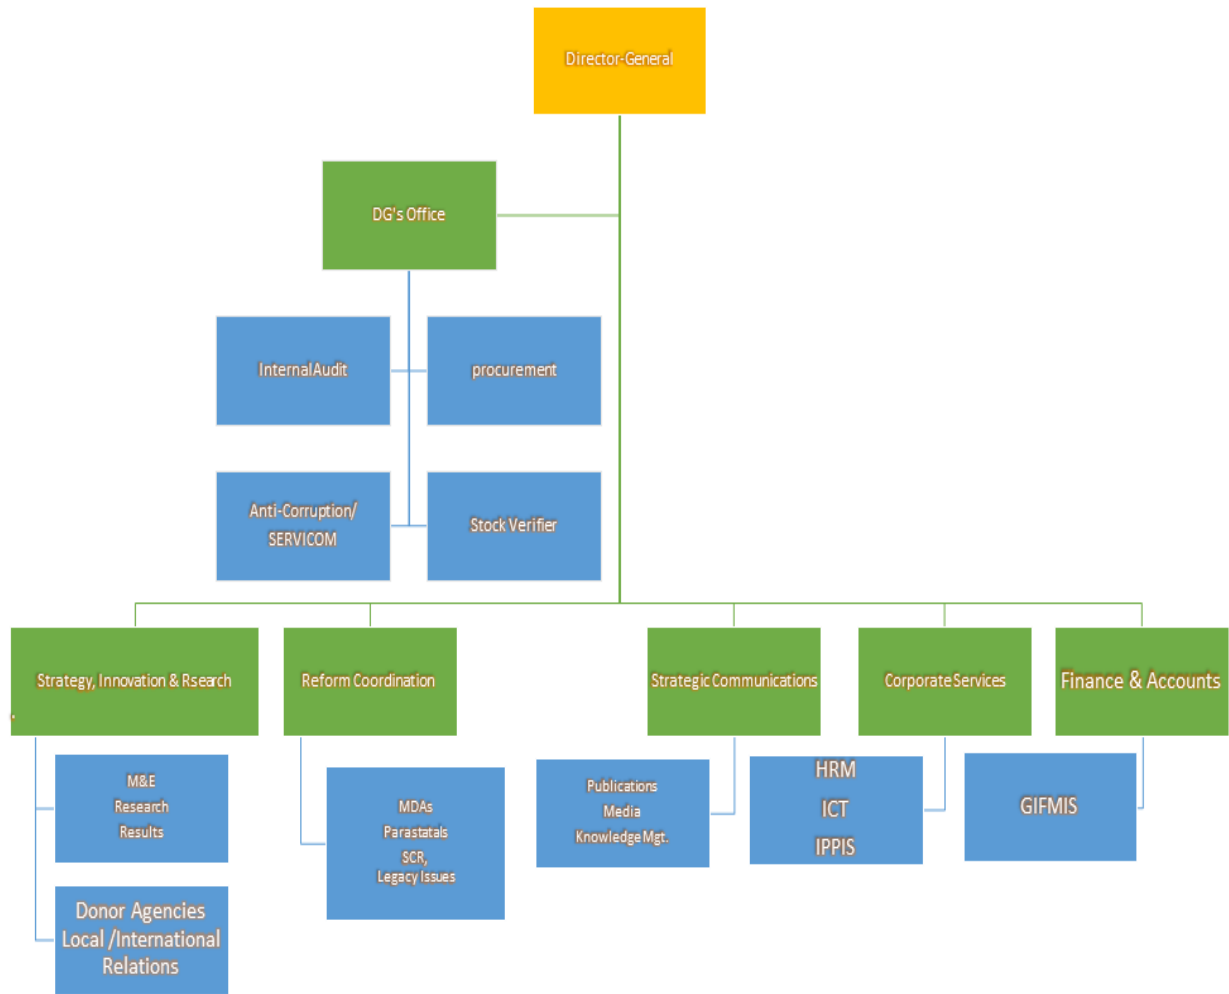 Director-General
DG's Office
InternalAudit
procurement
Anti-Corruption/
SERVICOM
Stock Verifier
Strategy, Innovation & Rsearch
.
Reform Coordination
Strategic Communications
Corporate Services
Finance & Accounts
M&E
Research
Results
Donor Agencies
Local /International
Relations
MDAs
Parastatals
SCR,
Legacy Issues
Publications
Media
Knowledge Mgt.
HRM
ICT
IPPIS
GIFMIS